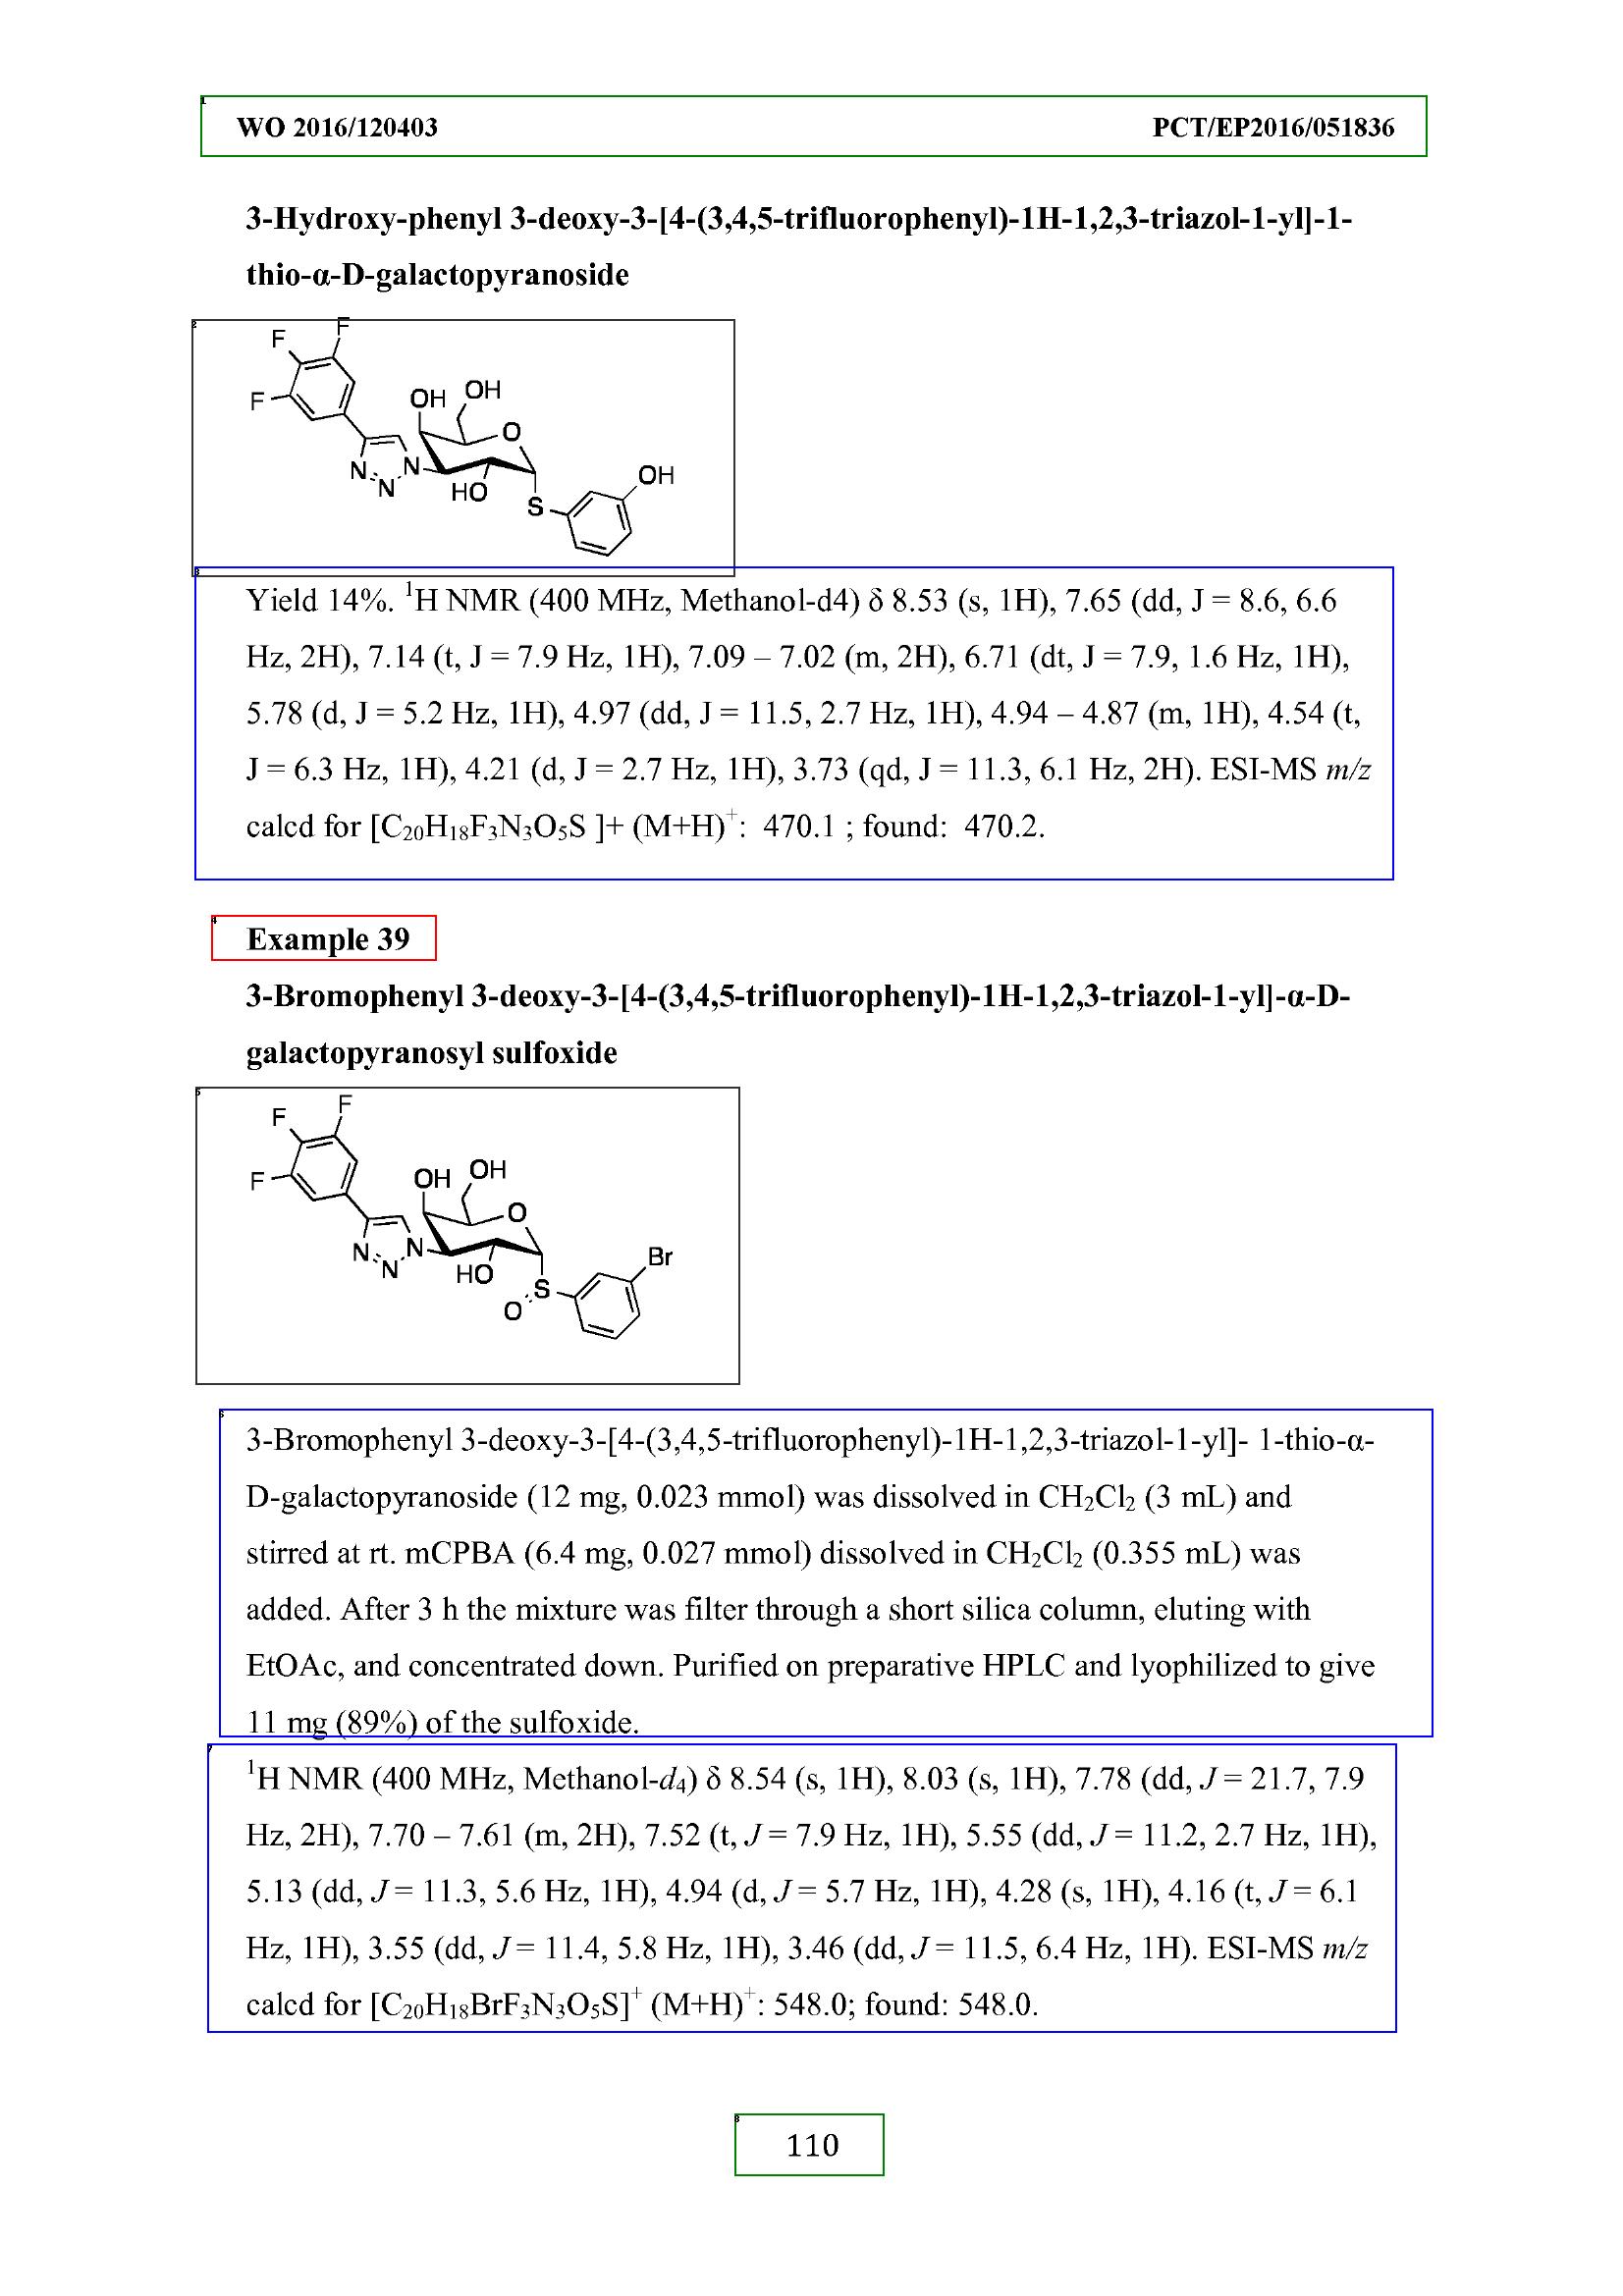 WO 2016/120403 PCT/EP2016/051836
3-Hydroxy-phenyl 3-deoxy-3-[4-(3,4,5-trifluorophenyl)-1H-1,2,3-triazol-1-yl]-1-
thio-α-D-galactopyranoside
2
F
F
F
OH
OH
O
N
N
N
HO
S
OH
3
Yield 14%. ¹H NMR (400 MHz, Methanol-d4) δ 8.53 (s, 1H), 7.65 (dd, J = 8.6, 6.6
Hz, 2H), 7.14 (t, J = 7.9 Hz, 1H), 7.09 – 7.02 (m, 2H), 6.71 (dt, J = 7.9, 1.6 Hz, 1H),
5.78 (d, J = 5.2 Hz, 1H), 4.97 (dd, J = 11.5, 2.7 Hz, 1H), 4.94 – 4.87 (m, 1H), 4.54 (t,
J = 6.3 Hz, 1H), 4.21 (d, J = 2.7 Hz, 1H), 3.73 (qd, J = 11.3, 6.1 Hz, 2H). ESI-MS m/z
calcd for [C₂₀H₁₈F₃N₃O₅S ]+ (M+H)⁺: 470.1 ; found: 470.2.
4
Example 39
3-Bromophenyl 3-deoxy-3-[4-(3,4,5-trifluorophenyl)-1H-1,2,3-triazol-1-yl]-α-D-
galactopyranosyl sulfoxide
5
F
F
F
OH
OH
O
N
N
N
HO
S
O
Br
6
3-Bromophenyl 3-deoxy-3-[4-(3,4,5-trifluorophenyl)-1H-1,2,3-triazol-1-yl]- 1-thio-α-
D-galactopyranoside (12 mg, 0.023 mmol) was dissolved in CH₂Cl₂ (3 mL) and
stirred at rt. mCPBA (6.4 mg, 0.027 mmol) dissolved in CH₂Cl₂ (0.355 mL) was
added. After 3 h the mixture was filter through a short silica column, eluting with
EtOAc, and concentrated down. Purified on preparative HPLC and lyophilized to give
11 mg (89%) of the sulfoxide.
7
¹H NMR (400 MHz, Methanol-d₄) δ 8.54 (s, 1H), 8.03 (s, 1H), 7.78 (dd, J = 21.7, 7.9
Hz, 2H), 7.70 – 7.61 (m, 2H), 7.52 (t, J = 7.9 Hz, 1H), 5.55 (dd, J = 11.2, 2.7 Hz, 1H),
5.13 (dd, J = 11.3, 5.6 Hz, 1H), 4.94 (d, J = 5.7 Hz, 1H), 4.28 (s, 1H), 4.16 (t, J = 6.1
Hz, 1H), 3.55 (dd, J = 11.4, 5.8 Hz, 1H), 3.46 (dd, J = 11.5, 6.4 Hz, 1H). ESI-MS m/z
calcd for [C₂₀H₁₈BrF₃N₃O₅S]⁺ (M+H)⁺: 548.0; found: 548.0.
8
110